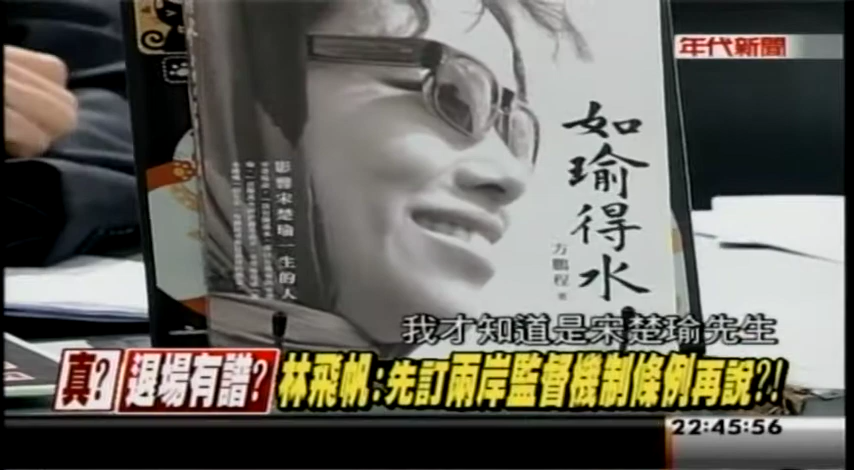 年代新聞
如瑜得水
方鵬程 著
影響宋楚瑜一生的人
我才知道是宋楚瑜先生
真?
退場有譜?
林飛帆:先訂兩岸監督機制條例再說?!
22:45:56